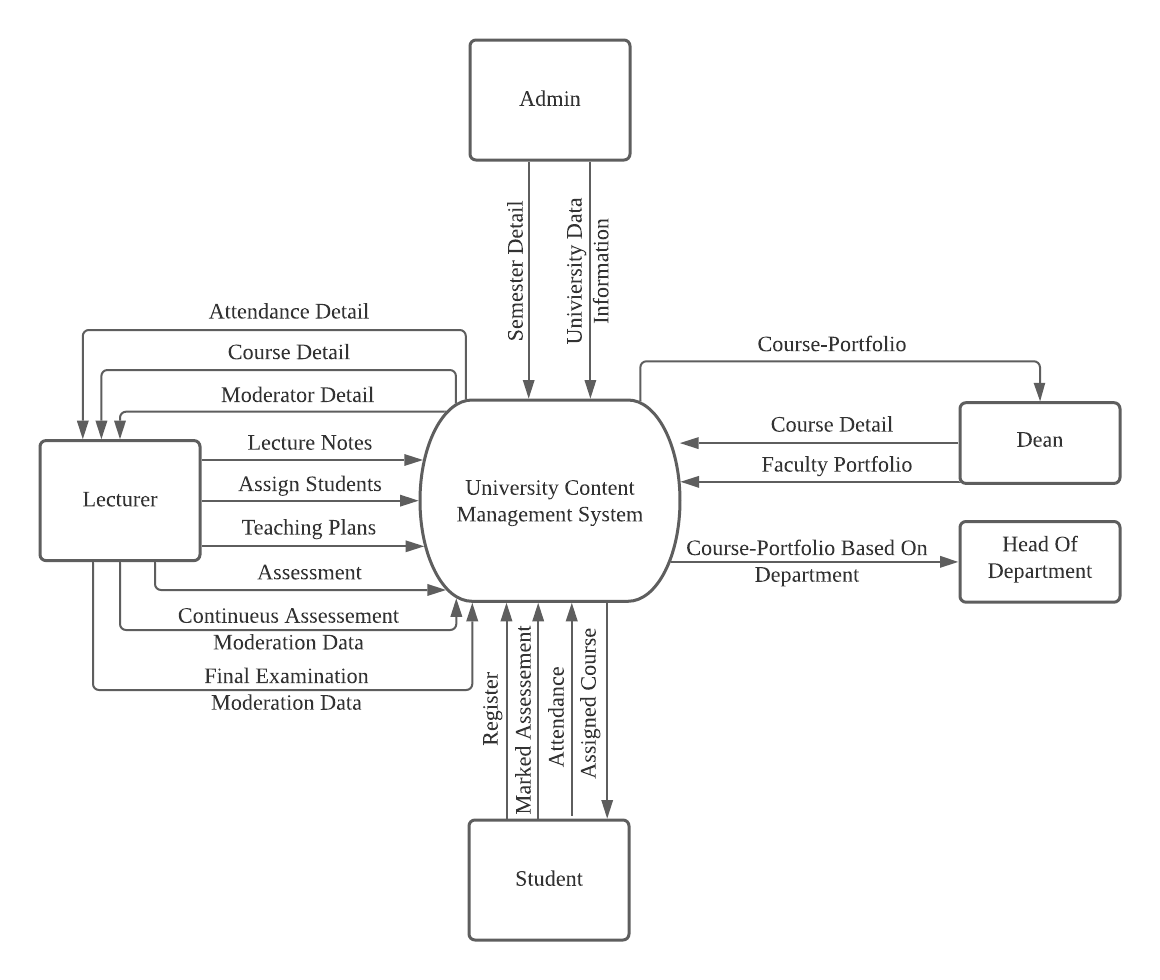 Admin
Semester Detail
Univiersity Data
Information
Attendance Detail
Course Detail
Moderator Detail
Lecture Notes
Assign Students
Teaching Plans
Assessment
Continueus Assessement
Moderation Data
Final Examination
Moderation Data
Lecturer
University Content
Management System
Course-Portfolio
Course Detail
Faculty Portfolio
Dean
Course-Portfolio Based On
Department
Head Of
Department
Register
Marked Assessement
Attendance
Assigned Course
Student